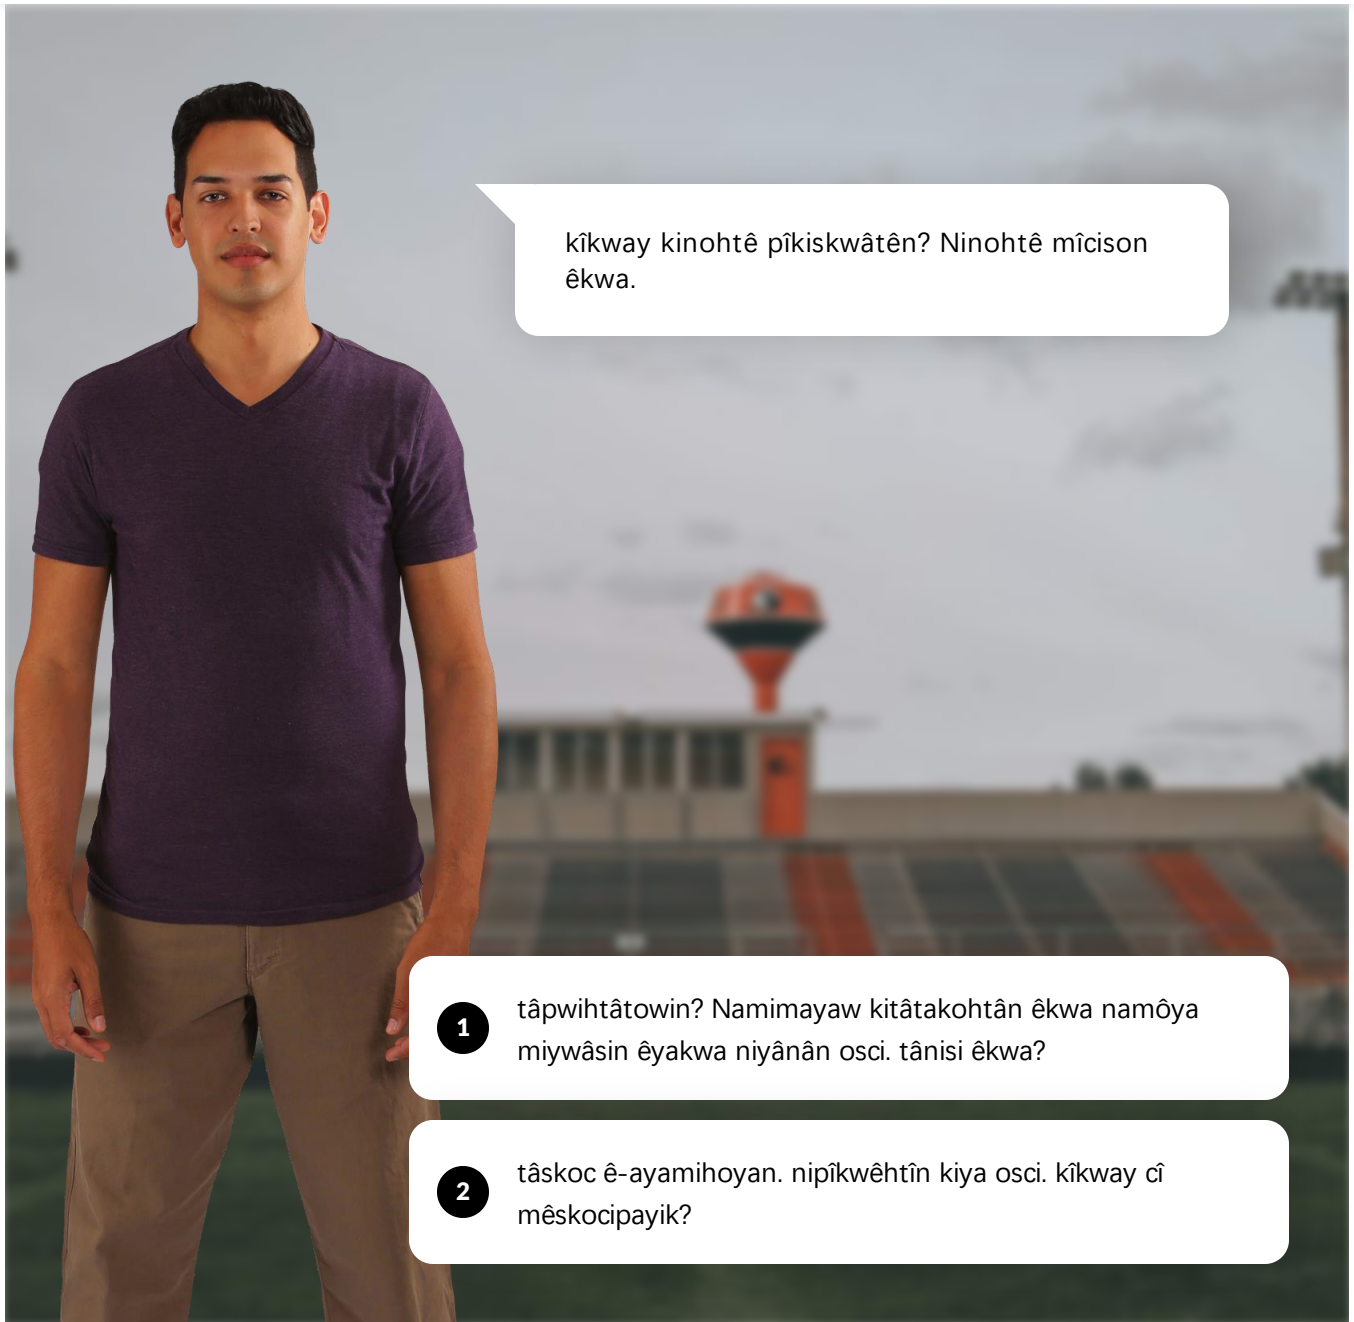 kîkway kinohtê pîkiskwâtên? Ninohtê mîcison
êkwa.
1
tâpwihtâtowin? Namimayaw kitâtakohtân êkwa namôya
miywâsin êyakwa niyânân osci. tânisi êkwa?
2
tâskoc ê-ayamihoyan. nipîkwêhtîn kiya osci. kîkway cî
mêskocipayik?